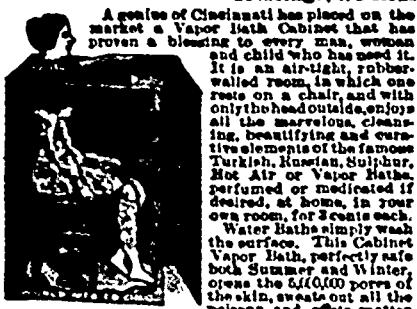 A genius of Cincinnati has placed on the
market a Vapor Bath Cabinet that has
proven a blessing to every man, woman
and child who has used it.
It is an air-tight, rubber-
walled room, in which one
rests on a chair, and with
only the head outside, enjoys
all the marvelous, cleans-
ing, beautifying and cura-
tive elements of the famous
Turkish, Russian, Sulphur,
Hot Air or Vapor Baths,
perfumed or medicated if
desired, at home, in your
own room, for 3 cents each.
Water Baths simply wash
the surface. This Cabinet
Vapor Bath, perfectly safe
both Summer and Winter,
opens the 5,000,000 pores of
the skin, sweats out all the